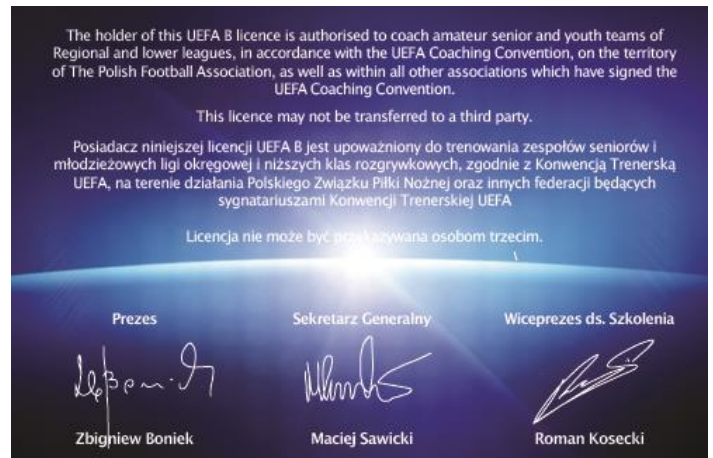 The holder of this UEFA B licence is authorised to coach amateur senior and youth teams of
Regional and lower leagues, in accordance with the UEFA Coaching Convention, on the territory
of The Polish Football Association, as well as within all other associations which have signed the
UEFA Coaching Convention.
This licence may not be transferred to a third party.
Posiadacz niniejszej licencji UEFA B jest upoważniony do trenowania zespołów seniorów i
młodzieżowych ligi okręgowej i niższych klas rozgrywkowych, zgodnie z Konwencją Trenerską
UEFA, na terenie działania Polskiego Związku Piłki Nożnej oraz innych federacji będących
sygnatariuszami Konwencji Trenerskiej UEFA
Licencja nie może być przekazywana osobom trzecim.
Prezes Sekretarz Generalny Wiceprezes ds. Szkolenia
Zbigniew Boniek Maciej Sawicki Roman Kosecki